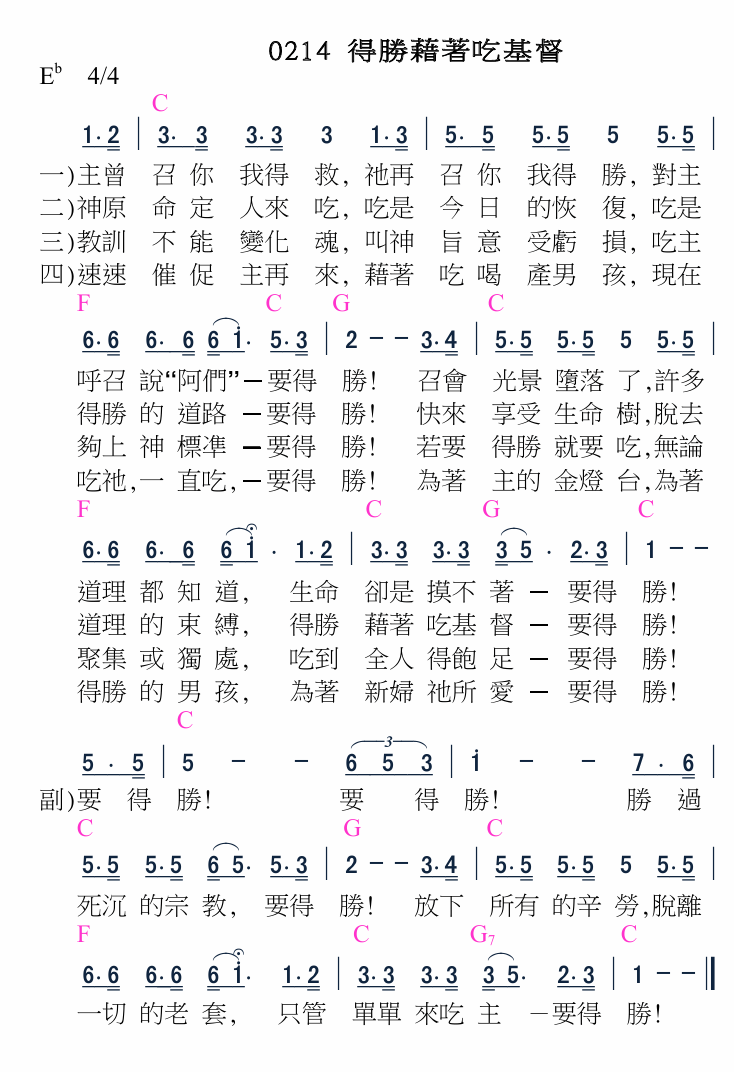 0214 得勝藉著吃基督
E♭ 4/4
C
1·2 | 3· 3 3·3 3 1·3 | 5· 5 5·5 5 5·5 |
一)主曾 召 你 我得 救, 祂再 召 你 我得 勝, 對主
二)神原 命 定 人來 吃, 吃是 今 日 的恢 復, 吃是
三)教訓 不 能 變化 魂, 叫神 旨 意 受虧 損, 吃主
四)速速 催 促 主再 來, 藉著 吃 喝 產男 孩, 現在
F C G C
6·6 6· 6 6 i· 5·3 | 2 - - 3·4 | 5·5 5·5 5 5·5 |
呼召 說“阿們”－要得 勝! 召會 光景 墮落 了,許多
得勝 的 道路 －要得 勝! 快來 享受 生命 樹,脫去
夠上 神 標準 －要得 勝! 若要 得勝 就要 吃,無論
吃祂,一 直吃,－要得 勝! 為著 主的 金燈 台,為著
F C G C
6·6 6· 6 6 i · 1·2 | 3·3 3·3 3 5 · 2·3 | 1 - -
道理 都 知 道, 生命 卻是 摸不 著 － 要得 勝!
道理 的 束 縛, 得勝 藉著 吃基 督 － 要得 勝!
聚集 或 獨 處, 吃到 全人 得飽 足 － 要得 勝!
得勝 的 男 孩, 為著 新婦 祂所 愛 － 要得 勝!
C
5 · 5 | 5 - - 6 5 3 | i - - 7 · 6 |
3
副)要 得 勝! 要 得 勝! 勝 過
C G C
5·5 5·5 6 5· 5·3 | 2 - - 3·4 | 5·5 5·5 5 5·5 |
死沉 的宗 教, 要得 勝! 放下 所有 的辛 勞,脫離
F C G7 C
6·6 6·6 6 i· 1·2 | 3·3 3·3 3 5· 2·3 | 1 - - ‖
一切 的老 套, 只管 單單 來吃 主 －要得 勝!